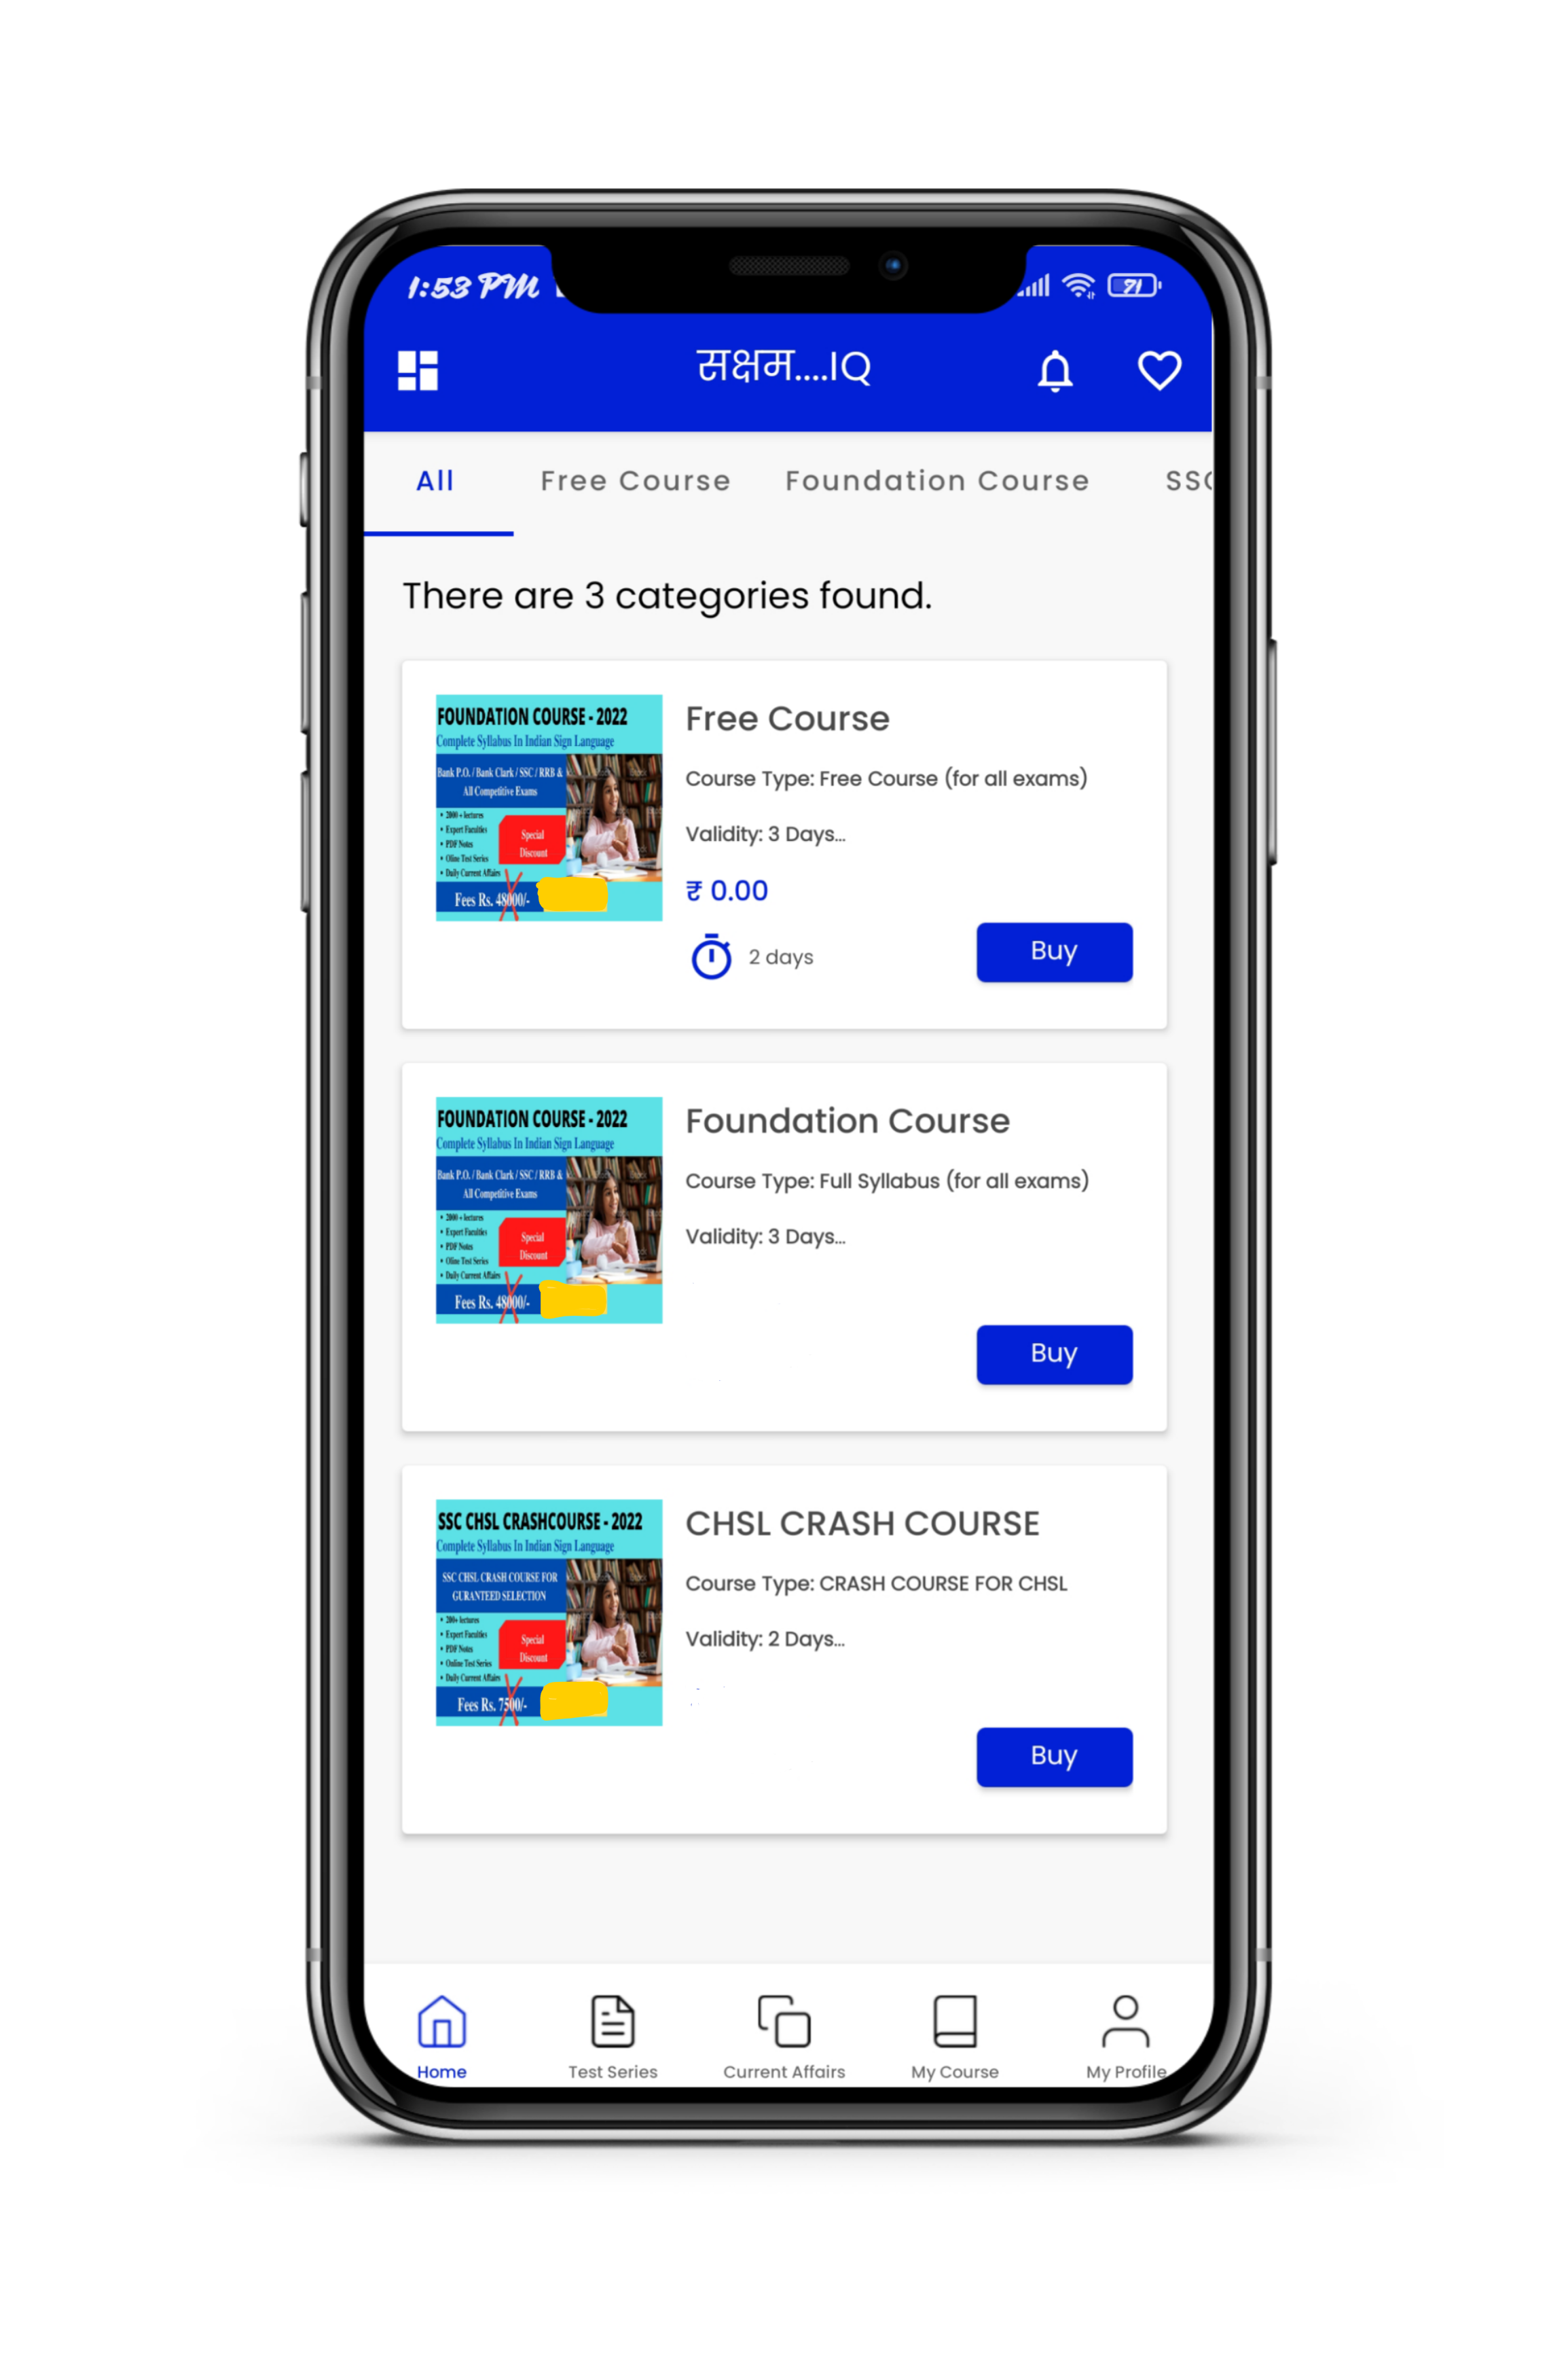 1:53 PM
91
सक्षम....IQ
All Free Course Foundation Course SSC
There are 3 categories found.
FOUNDATION COURSE - 2022
Complete Syllabus In Indian Sign Language
Bank P.O. / Bank Clark / SSC / RRB &
All Competitive Exams
• 2000 + lectures
• Expert Faculties
• PDF Notes
• Oline Test Series
• Daily Current Affairs
Special
Discount
Fees Rs. 48000/-
Free Course
Course Type: Free Course (for all exams)
Validity: 3 Days...
₹ 0.00
2 days
Buy
FOUNDATION COURSE - 2022
Complete Syllabus In Indian Sign Language
Bank P.O. / Bank Clark / SSC / RRB &
All Competitive Exams
• 2000 + lectures
• Expert Faculties
• PDF Notes
• Oline Test Series
• Daily Current Affairs
Special
Discount
Fees Rs. 48000/-
Foundation Course
Course Type: Full Syllabus (for all exams)
Validity: 3 Days...
Buy
SSC CHSL CRASHCOURSE - 2022
Complete Syllabus In Indian Sign Language
SSC CHSL CRASH COURSE FOR
GURANTEED SELECTION
• 200+ lectures
• Expert Faculties
• PDF Notes
• Online Test Series
• Daily Current Affairs
Special
Discount
Fees Rs. 7500/-
CHSL CRASH COURSE
Course Type: CRASH COURSE FOR CHSL
Validity: 2 Days...
Buy
Home Test Series Current Affairs My Course My Profile